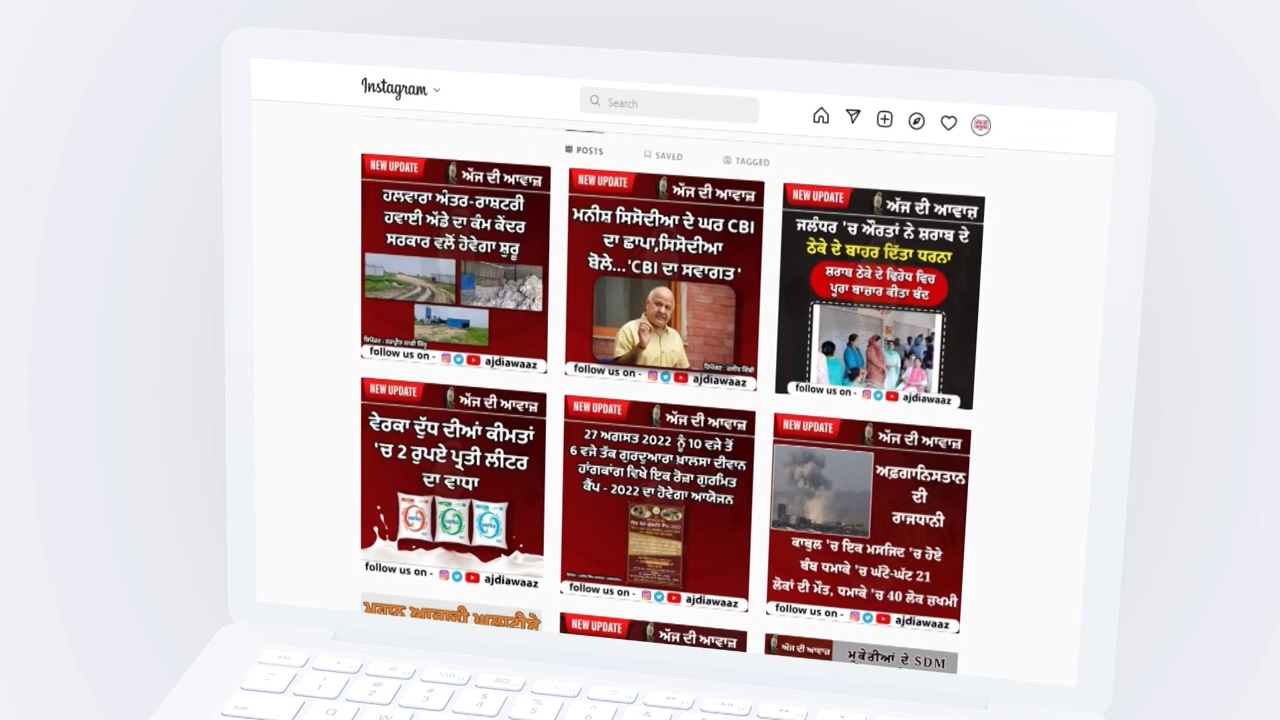 Instagram
Search
POSTS
SAVED
TAGGED
NEW UPDATE
ਅੱਜ ਦੀ ਆਵਾਜ਼
ਹਲਵਾਰਾ ਅੰਤਰ-ਰਾਸ਼ਟਰੀ
ਹਵਾਈ ਅੱਡੇ ਦਾ ਕੰਮ ਕੇਂਦਰ
ਸਰਕਾਰ ਵਲੋਂ ਹੋਵੇਗਾ ਸ਼ੁਰੂ
follow us on - ajdiawaaz
NEW UPDATE
ਅੱਜ ਦੀ ਆਵਾਜ਼
ਮਨੀਸ਼ ਸਿਸੋਦੀਆ ਦੇ ਘਰ CBI
ਦਾ ਛਾਪਾ,ਸਿਸੋਦੀਆ
ਬੋਲੇ...'CBI ਦਾ ਸਵਾਗਤ'
follow us on - ajdiawaaz
NEW UPDATE
ਅੱਜ ਦੀ ਆਵਾਜ਼
ਜਲੰਧਰ 'ਚ ਔਰਤਾਂ ਨੇ ਸ਼ਰਾਬ ਦੇ
ਠੇਕੇ ਦੇ ਬਾਹਰ ਦਿੱਤਾ ਧਰਨਾ
ਸ਼ਰਾਬ ਠੇਕੇ ਦੇ ਵਿਰੋਧ ਵਿਚ
ਪੂਰਾ ਬਾਜ਼ਾਰ ਕੀਤਾ ਬੰਦ
follow us on - ajdiawaaz
NEW UPDATE
ਅੱਜ ਦੀ ਆਵਾਜ਼
ਵੇਰਕਾ ਦੁੱਧ ਦੀਆਂ ਕੀਮਤਾਂ
'ਚ 2 ਰੁਪਏ ਪ੍ਰਤੀ ਲੀਟਰ
ਦਾ ਵਾਧਾ
follow us on - ajdiawaaz
NEW UPDATE
ਅੱਜ ਦੀ ਆਵਾਜ਼
27 ਅਗਸਤ 2022 ਨੂੰ 10 ਵਜੇ ਤੋਂ
6 ਵਜੇ ਤੱਕ ਗੁਰਦੁਆਰਾ ਖ਼ਾਲਸਾ ਦੀਵਾਨ
ਹਾਂਗਕਾਂਗ ਵਿਖੇ ਇਕ ਰੋਜ਼ਾ ਗੁਰਮਿਤ
ਕੈਂਪ - 2022 ਦਾ ਹੋਵੇਗਾ ਆਯੋਜਨ
follow us on - ajdiawaaz
NEW UPDATE
ਅੱਜ ਦੀ ਆਵਾਜ਼
ਅਫ਼ਗਾਨਿਸਤਾਨ
ਦੀ
ਰਾਜਧਾਨੀ
ਕਾਬੁਲ 'ਚ ਇਕ ਮਸਜਿਦ 'ਚ ਹੋਏ
ਬੰਬ ਧਮਾਕੇ 'ਚ ਘੱਟੋ-ਘੱਟ 21
ਲੋਕਾਂ ਦੀ ਮੌਤ, ਧਮਾਕੇ 'ਚ 40 ਲੋਕ ਜ਼ਖਮੀ
follow us on - ajdiawaaz
NEW UPDATE
ਅੱਜ ਦੀ ਆਵਾਜ਼
ਅੱਜ ਦੀ ਆਵਾਜ਼
ਮੁਕੇਰੀਆਂ ਦੇ SDM